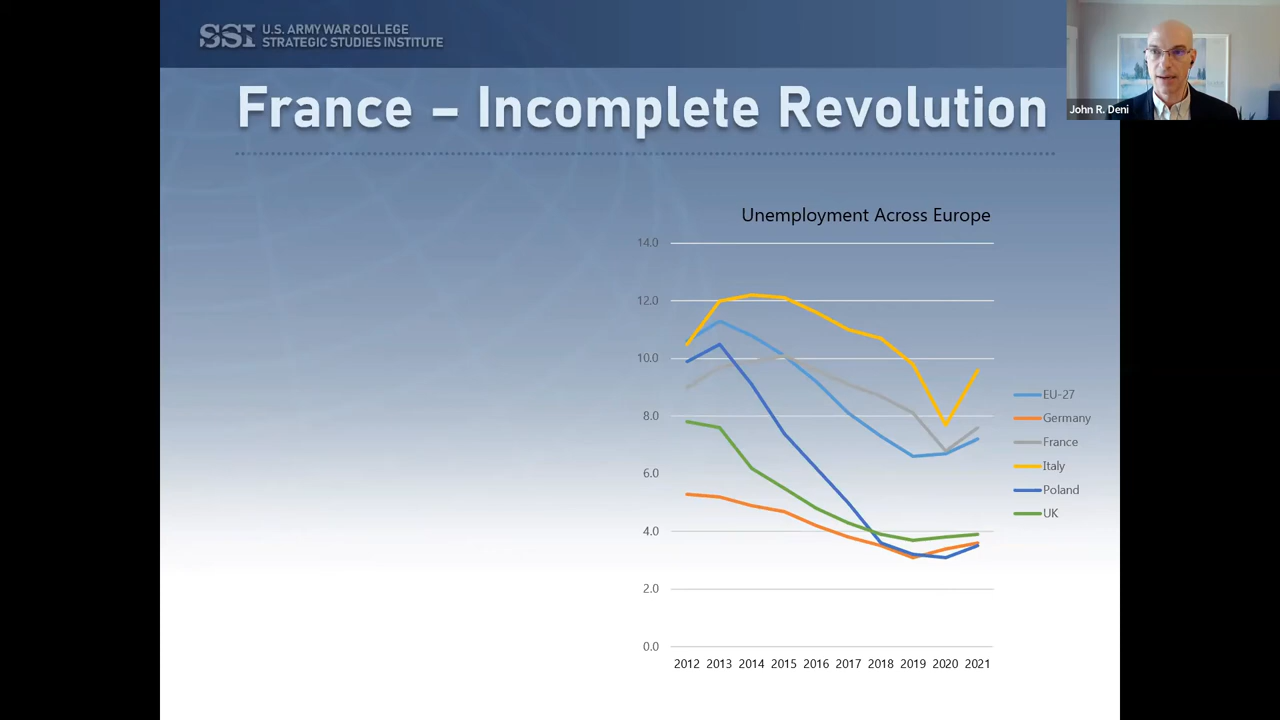 SSI
U.S. ARMY WAR COLLEGE
STRATEGIC STUDIES INSTITUTE
John R. Deni
France – Incomplete Revolution
Unemployment Across Europe
14.0
12.0
10.0
8.0
6.0
4.0
2.0
0.0
2012 2013 2014 2015 2016 2017 2018 2019 2020 2021
EU-27
Germany
France
Italy
Poland
UK